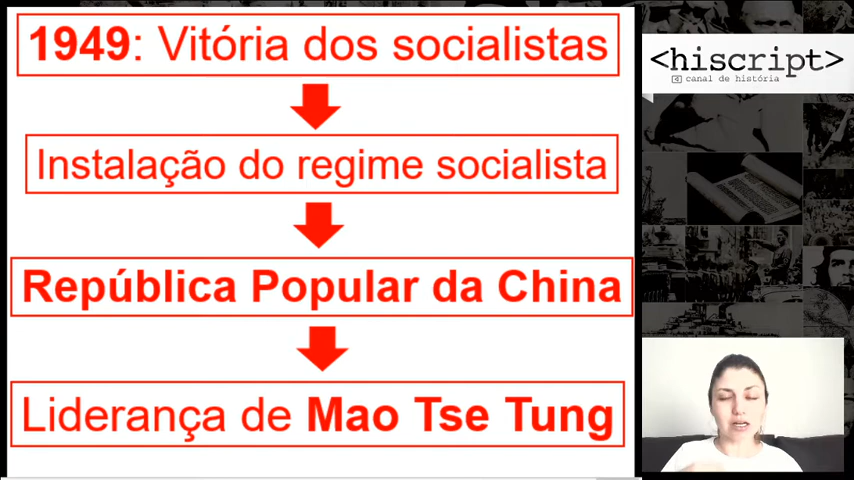 1949: Vitória dos socialistas
Instalação do regime socialista
República Popular da China
Liderança de Mao Tse Tung
<hiscript>
canal de história